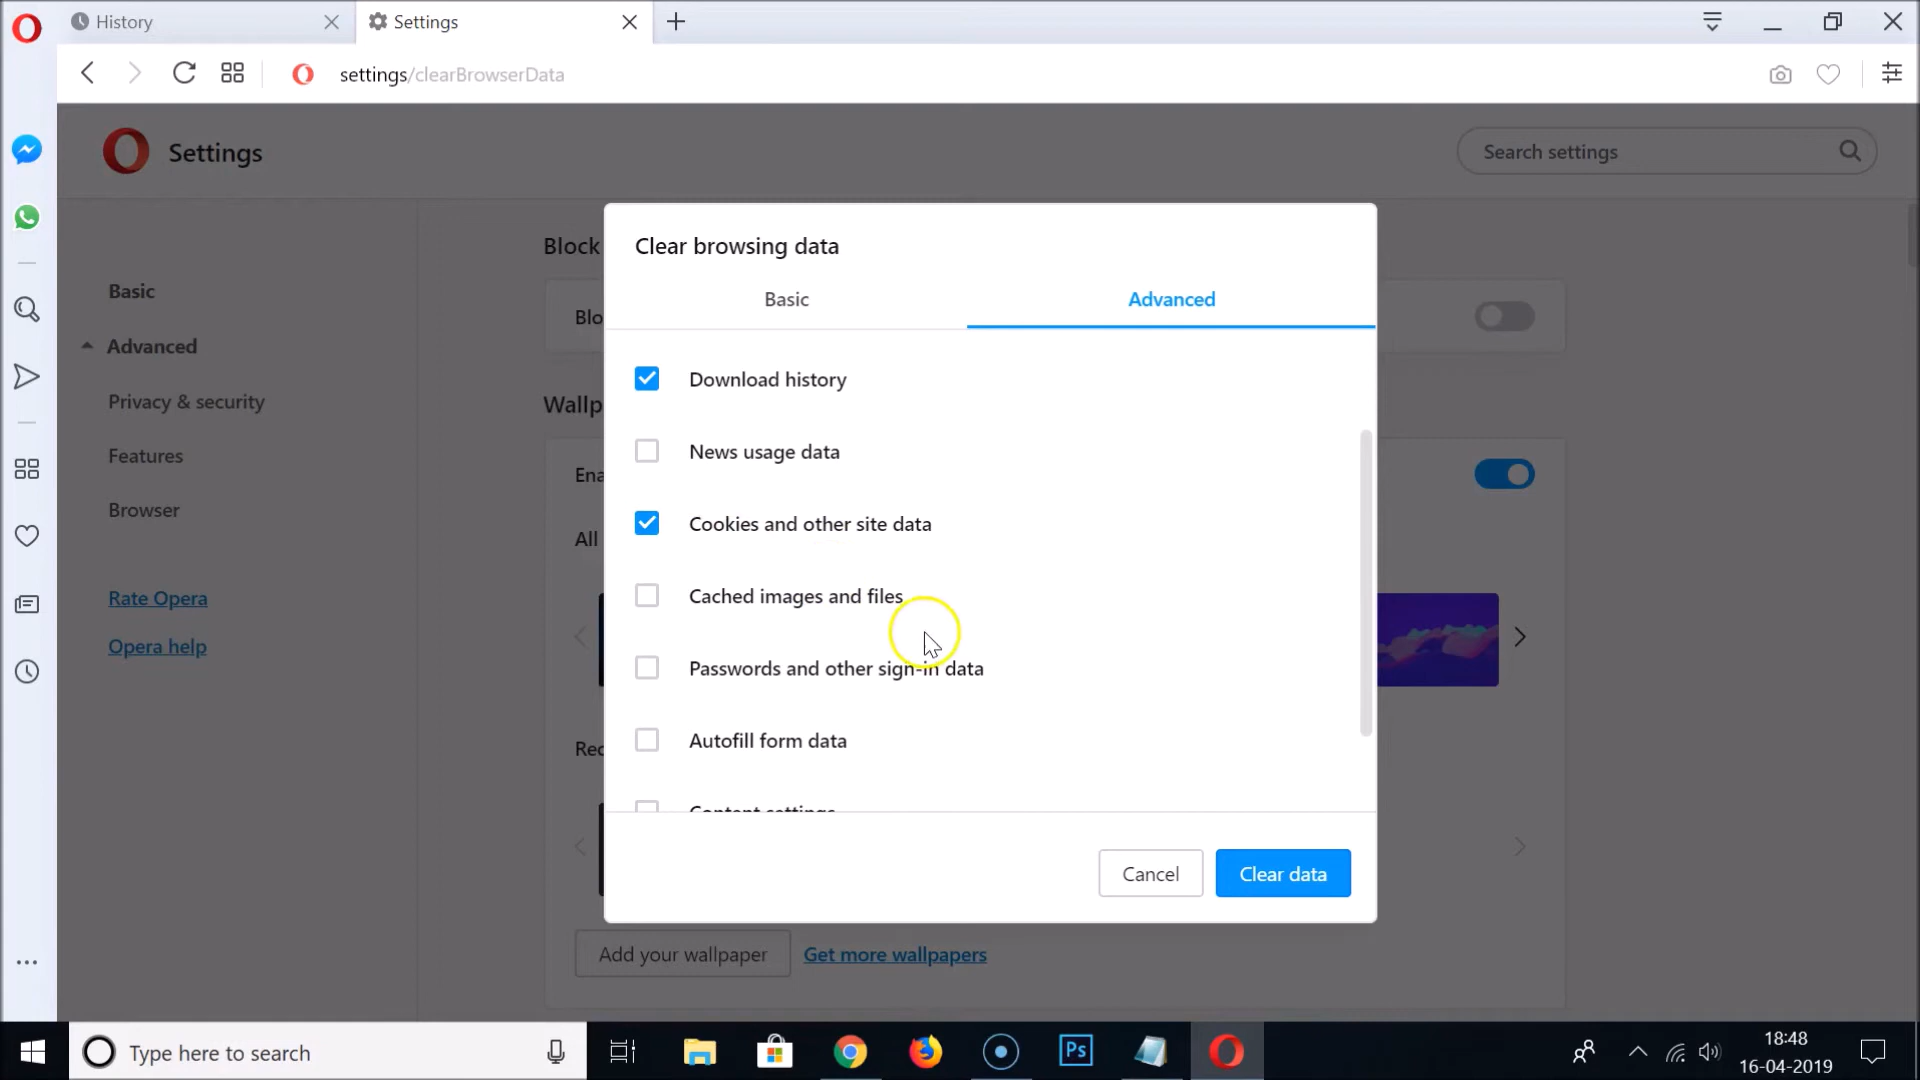 History
Settings
settings/clearBrowserData
Settings
Search settings
Basic
Advanced
Privacy & security
Features
Browser
Rate Opera
Opera help
Block
Blo
Wallp
Ena
All
Rec
Clear browsing data
Basic
Advanced
Download history
News usage data
Cookies and other site data
Cached images and files
Passwords and other sign-in data
Autofill form data
Content settings
Cancel
Clear data
Add your wallpaper
Get more wallpapers
Type here to search
Ps
18:48
16-04-2019